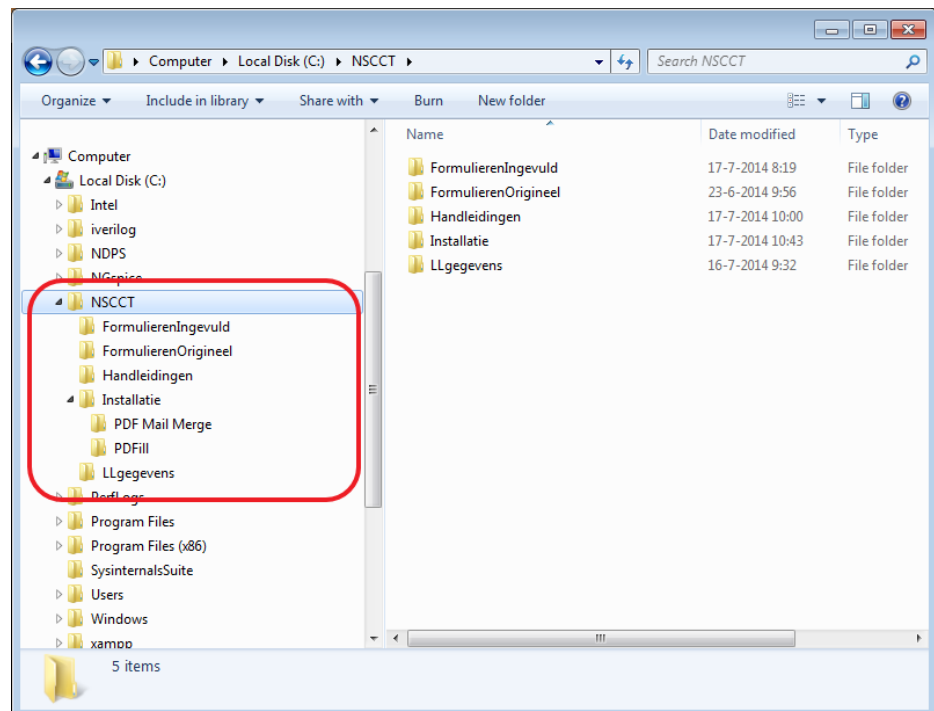 Computer ▸ Local Disk (C:) ▸ NSCCT ▸
Search NSCCT
Organize Include in library Share with Burn New folder
Computer
Local Disk (C:)
Intel
iverilog
NDPS
NGspice
NSCCT
FormulierenIngevuld
FormulierenOrigineel
Handleidingen
Installatie
PDF Mail Merge
PDFill
LLgegevens
PerfLogs
Program Files
Program Files (x86)
SysinternalsSuite
Users
Windows
xampp
Name Date modified Type
FormulierenIngevuld 17-7-2014 8:19 File folder
FormulierenOrigineel 23-6-2014 9:56 File folder
Handleidingen 17-7-2014 10:00 File folder
Installatie 17-7-2014 10:43 File folder
LLgegevens 16-7-2014 9:32 File folder
5 items